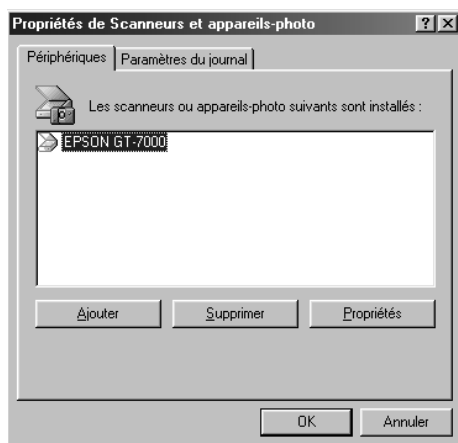 Propriétés de Scanneurs et appareils-photo
Périphériques Paramètres du journal
Les scanneurs ou appareils-photo suivants sont installés :
EPSON GT-7000
Ajouter Supprimer Propriétés
OK Annuler